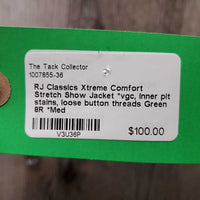 The Tack Collector
1007855-36
RJ Classics Xtreme Comfort
Stretch Show Jacket *vgc, inner pit
stains, loose button threads Green
8R *Med
V3U36P
$100.00